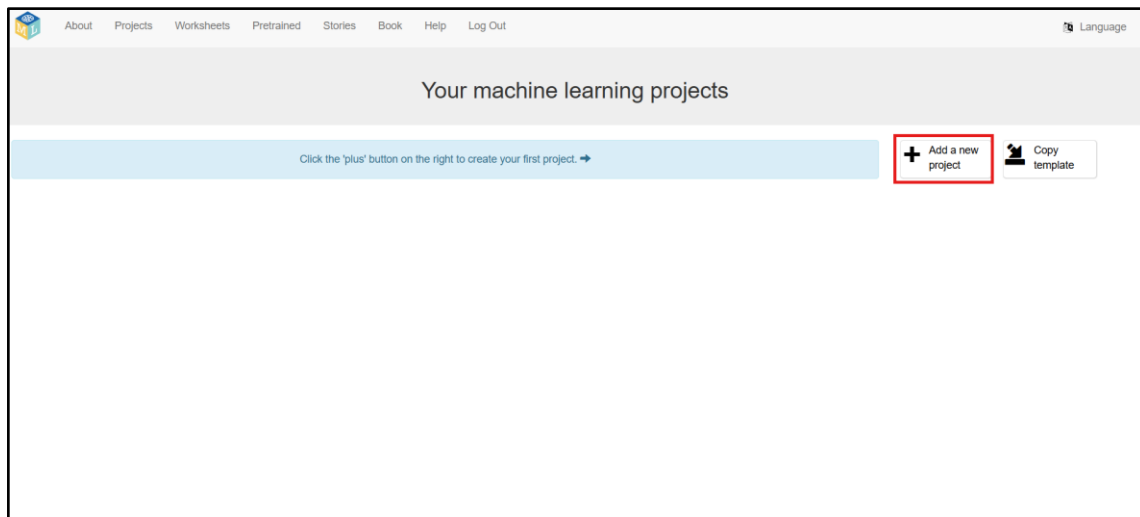 About Projects Worksheets Pretrained Stories Book Help Log Out Language
Your machine learning projects
Click the 'plus' button on the right to create your first project.
Add a new
project
Copy
template